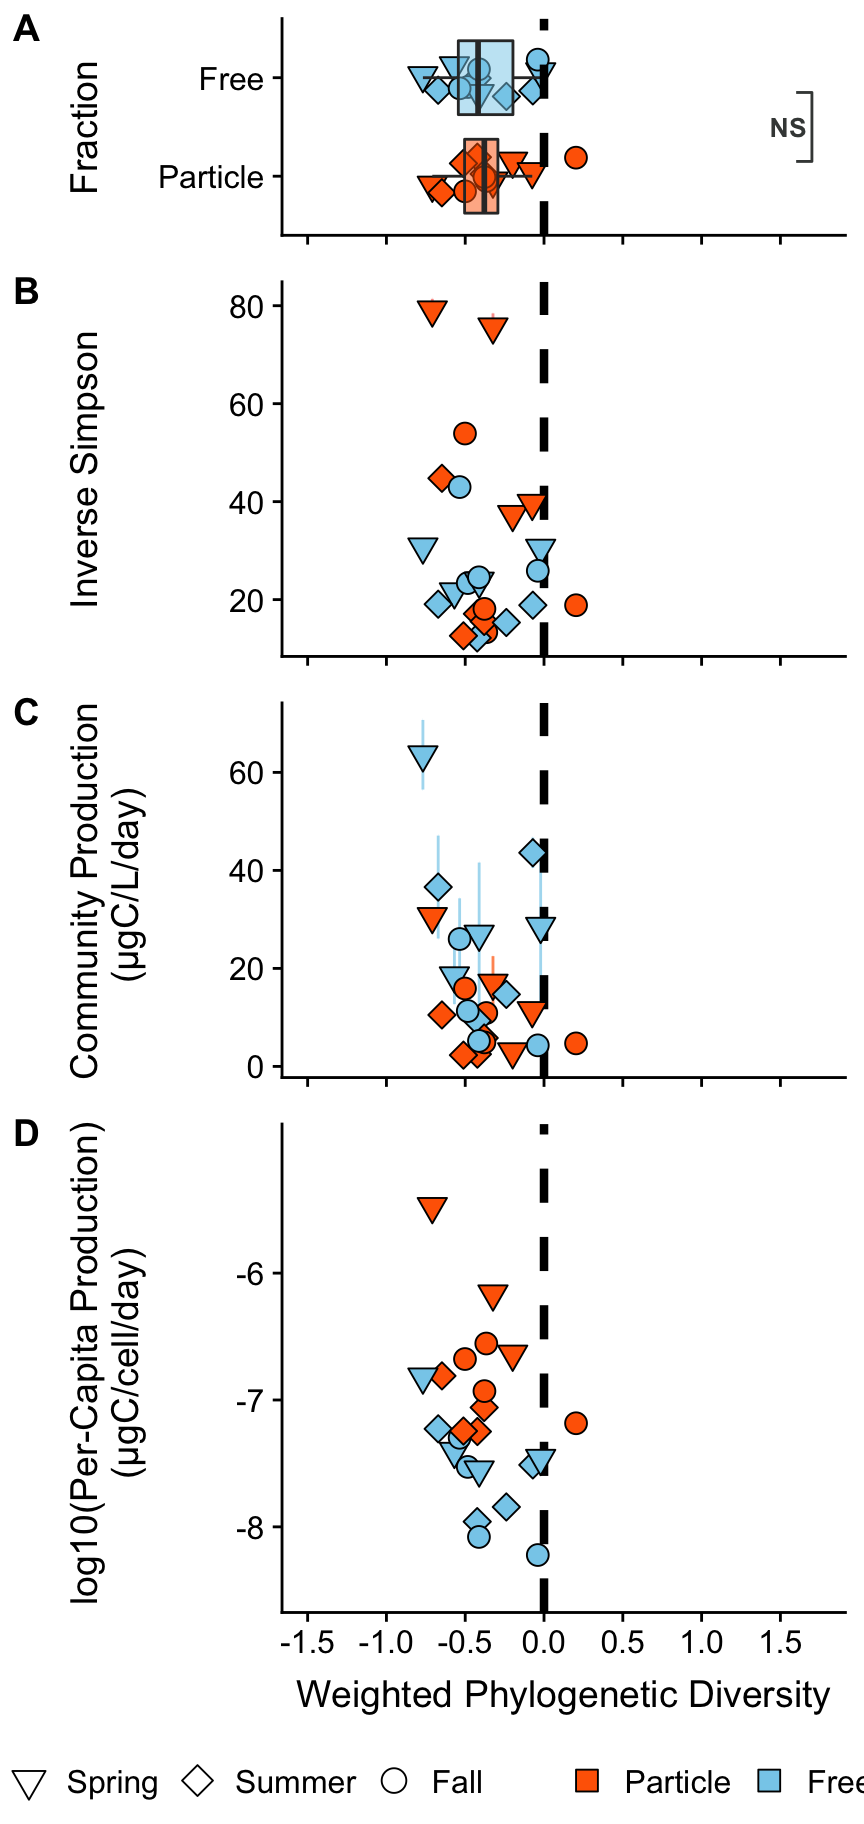 A
Fraction
Free
Particle
NS
B
Inverse Simpson
80
60
40
20
C
Community Production
(µgC/L/day)
60
40
20
0
D
log10(Per-Capita Production)
(µgC/cell/day)
-6
-7
-8
-1.5 -1.0 -0.5 0.0 0.5 1.0 1.5
Weighted Phylogenetic Diversity
Spring Summer Fall Particle Free